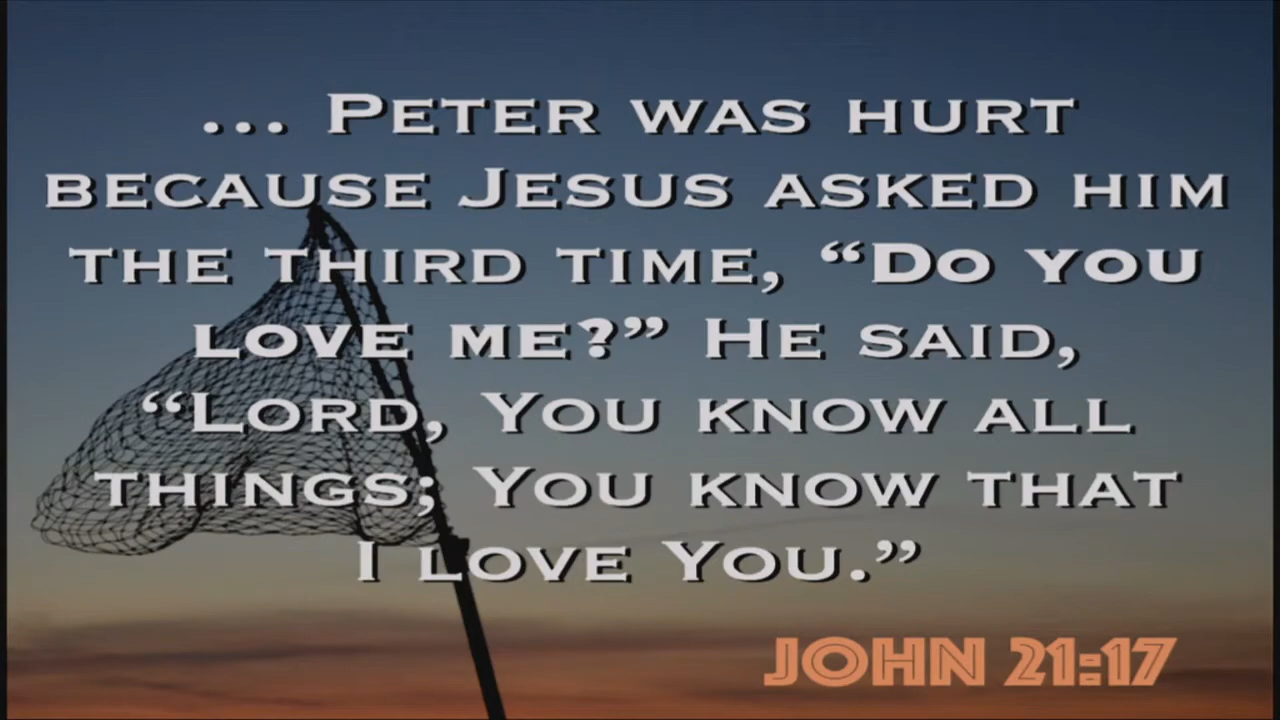 ... Peter was hurt
because Jesus asked him
the third time, “Do you
love me?” He said,
“Lord, You know all
things; You know that
I love You.”
JOHN 21:17